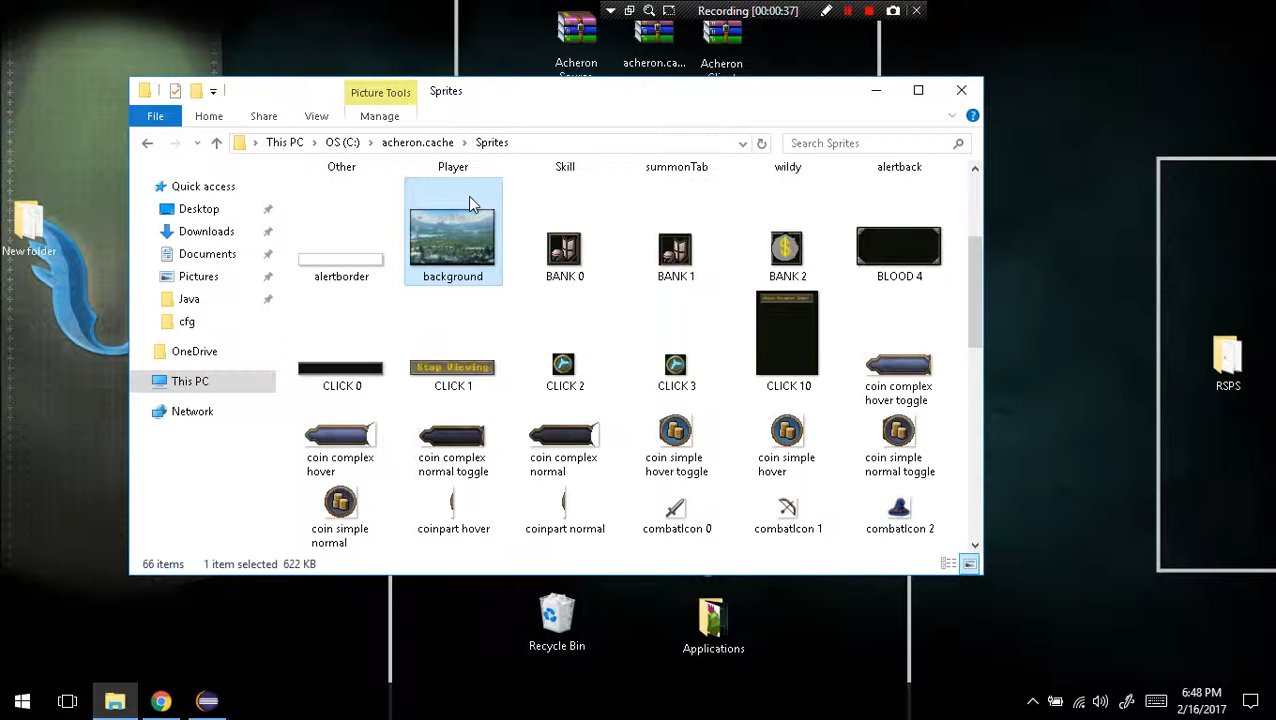 Recording [00:00:37]
Acheron
acheron.ca...
Acheron
Client
Picture Tools
Sprites
File
Home
Share
View
Manage
This PC
OS (C:)
acheron.cache
Sprites
Search Sprites
Quick access
Desktop
Downloads
Documents
Pictures
Java
cfg
OneDrive
This PC
Network
Other
Player
Skill
summonTab
wildy
alertback
alertborder
background
BANK 0
BANK 1
BANK 2
BLOOD 4
Stop Viewing
CLICK 0
CLICK 1
CLICK 2
CLICK 3
CLICK 10
coin complex
hover toggle
coin complex
hover
coin complex
normal toggle
coin complex
normal
coin simple
hover toggle
coin simple
hover
coin simple
normal toggle
coin simple
normal
coinpart hover
coinpart normal
combatIcon 0
combatIcon 1
combatIcon 2
66 items
1 item selected 622 KB
New folder
RSPS
Recycle Bin
Applications
6:48 PM
2/16/2017